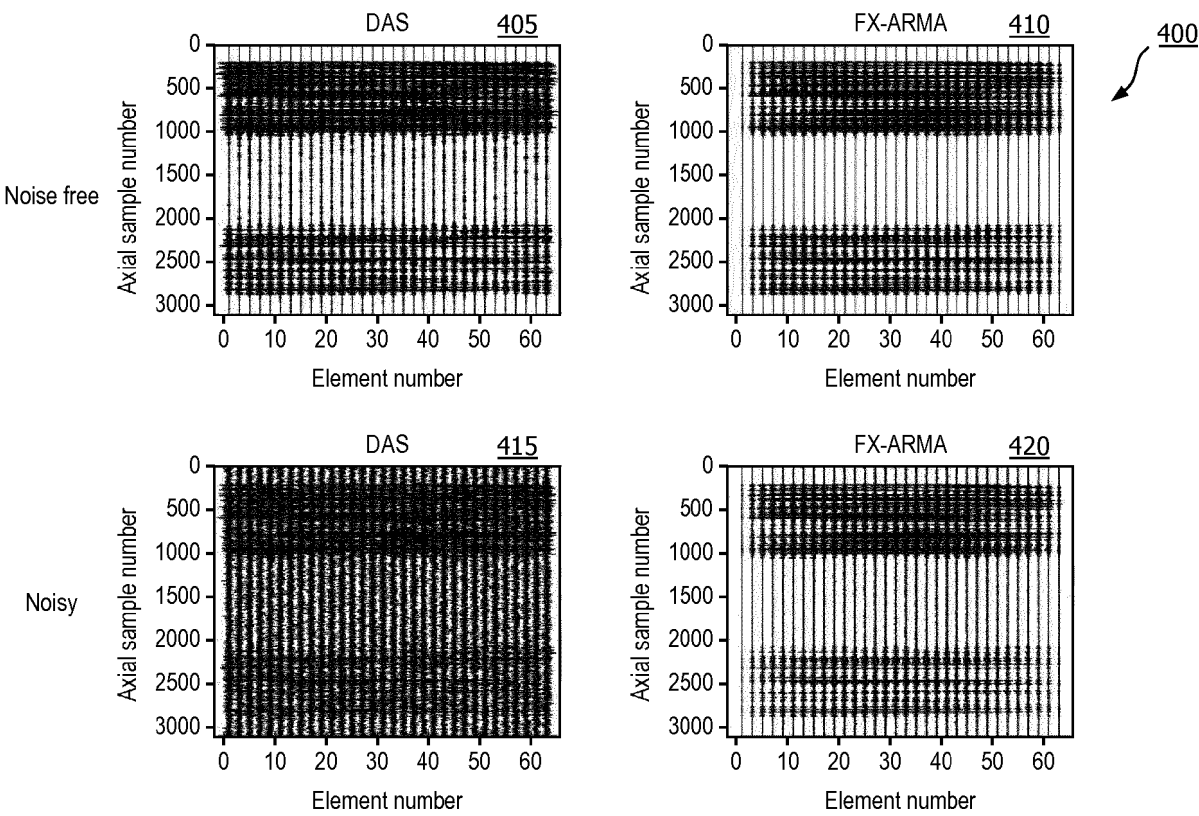 DAS 405
FX-ARMA 410
400
Noise free
Axial sample number
0
500
1000
1500
2000
2500
3000
0 10 20 30 40 50 60
Element number
Axial sample number
0
500
1000
1500
2000
2500
3000
0 10 20 30 40 50 60
Element number
DAS 415
FX-ARMA 420
Noisy
Axial sample number
0
500
1000
1500
2000
2500
3000
0 10 20 30 40 50 60
Element number
Axial sample number
0
500
1000
1500
2000
2500
3000
0 10 20 30 40 50 60
Element number